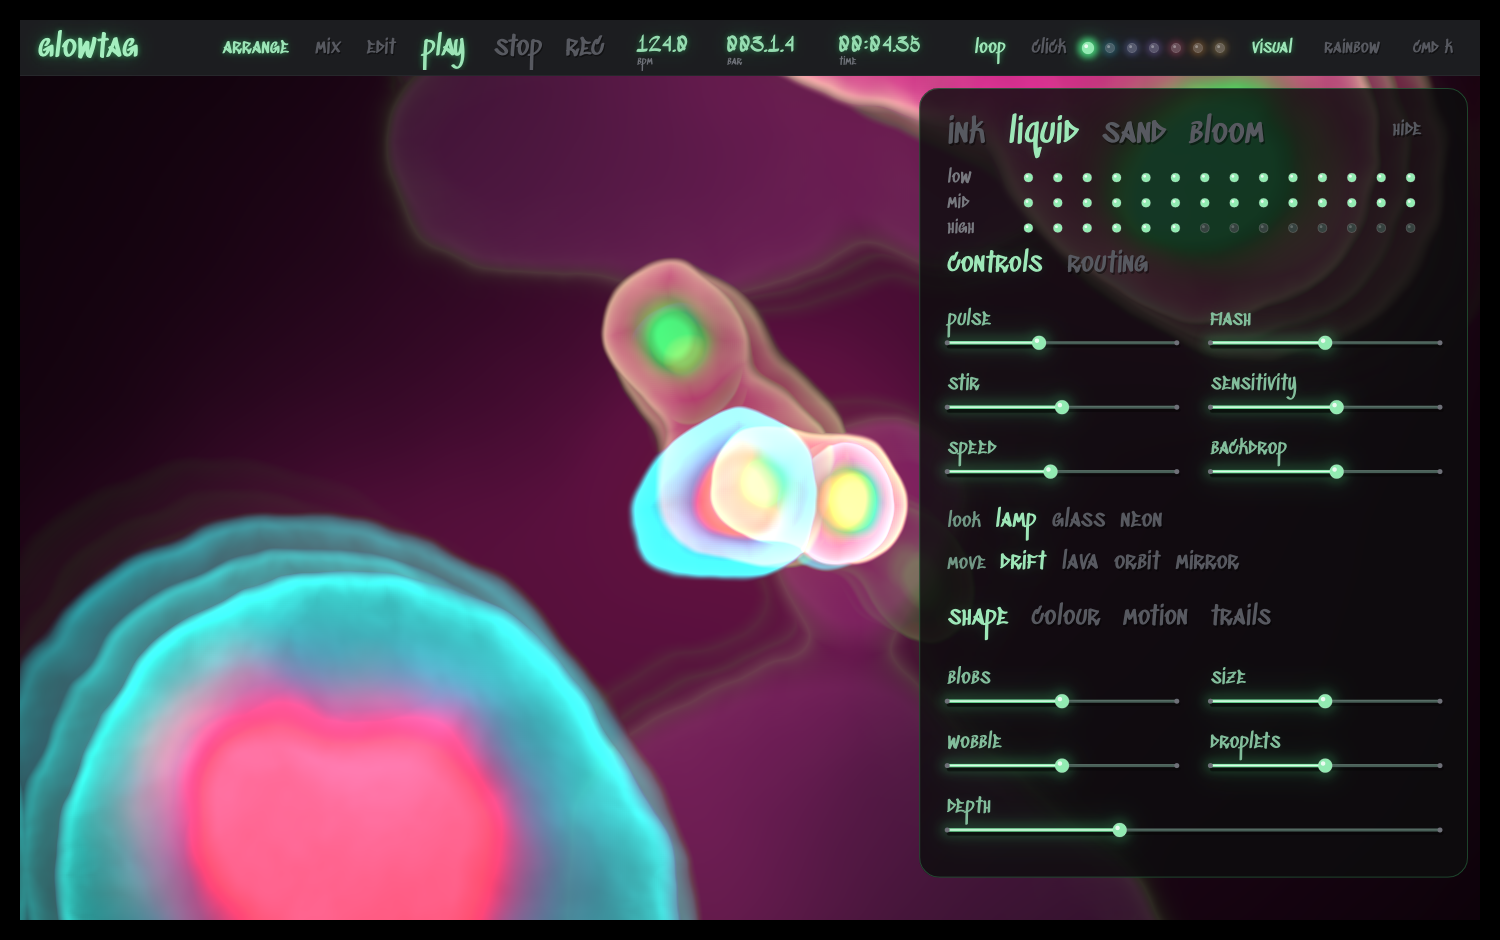 GlowTAG
ARRANGE MIX Edit play stop REC 124.0 003.1.4 00:04.35 loop Click VISUAL RAINBOW CMD K
BPM BAR TIME
ink liquid SAND Bloom HIDE
low
MID
HIGH
CONTROLS ROUTING
pulse FlASH
stir SENSitivity
SPEED BACKDROP
look lAMP GlASS NEON
MOVE DRIFT lAVA ORBIT MIRROR
SHAPE Colour MOTION trails
BloBS SIZE
WOBBLE DROplets
DEPTH